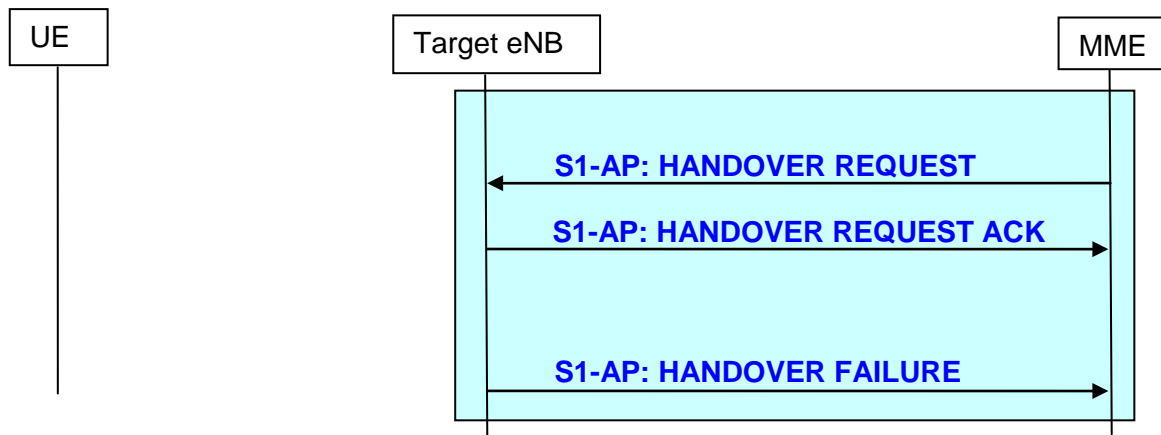 UE
Target eNB
MME
S1-AP: HANDOVER REQUEST
S1-AP: HANDOVER REQUEST ACK
S1-AP: HANDOVER FAILURE